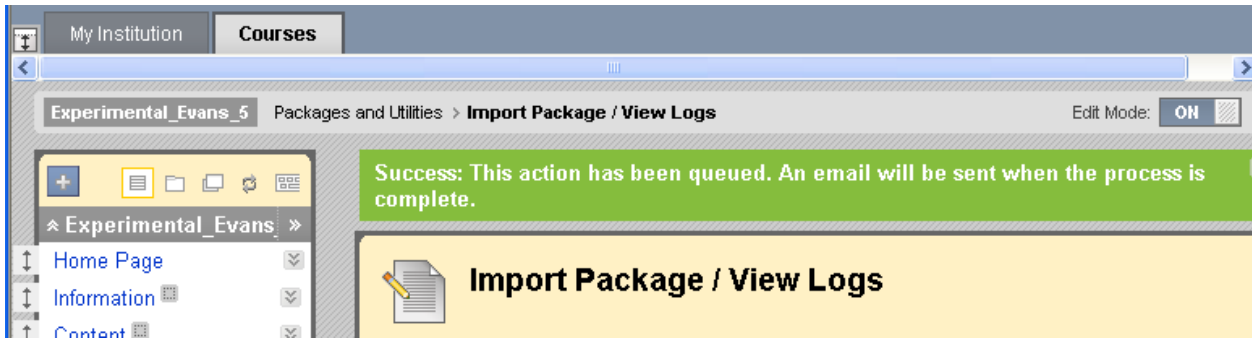 My Institution Courses
Experimental_Evans_5 Packages and Utilities > Import Package / View Logs Edit Mode: ON
Success: This action has been queued. An email will be sent when the process is
complete.
Experimental_Evans_
Import Package / View Logs
Home Page
Information
Content